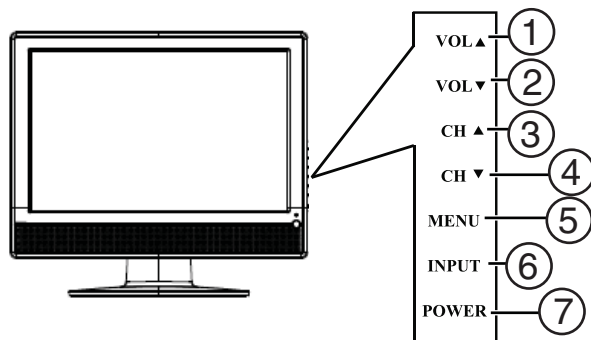 VOL▲ 1
VOL▼ 2
CH ▲ 3
CH ▼ 4
MENU 5
INPUT 6
POWER 7